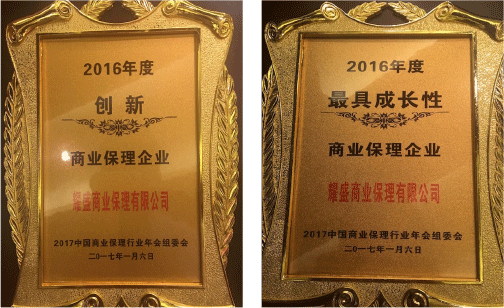 2016年度
创新
商业保理企业
耀盛商业保理有限公司
2017中国商业保理行业年会组委会
二〇一七年一月六日
2016年度
最具成长性
商业保理企业
耀盛商业保理有限公司
2017中国商业保理行业年会组委会
二〇一七年一月六日